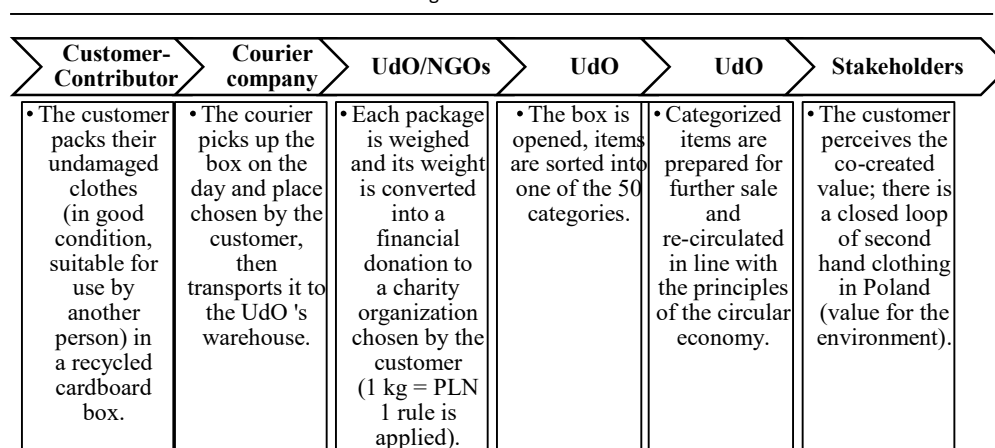 Customer-
Contributor
Courier
company
UdO/NGOs
UdO
UdO
Stakeholders
• The customer
packs their
undamaged
clothes
(in good
condition,
suitable for
use by
another
person) in
a recycled
cardboard
box.
• The courier
picks up the
box on the
day and place
chosen by the
customer,
then
transports it to
the UdO 's
warehouse.
• Each package
is weighed
and its weight
is converted
into a
financial
donation to
a charity
organization
chosen by the
customer
(1 kg = PLN
1 rule is
applied).
• The box is
opened, items
are sorted into
one of the 50
categories.
• Categorized
items are
prepared for
further sale
and
re-circulated
in line with
the principles
of the circular
economy.
• The customer
perceives the
co-created
value; there is
a closed loop
of second
hand clothing
in Poland
(value for the
environment).